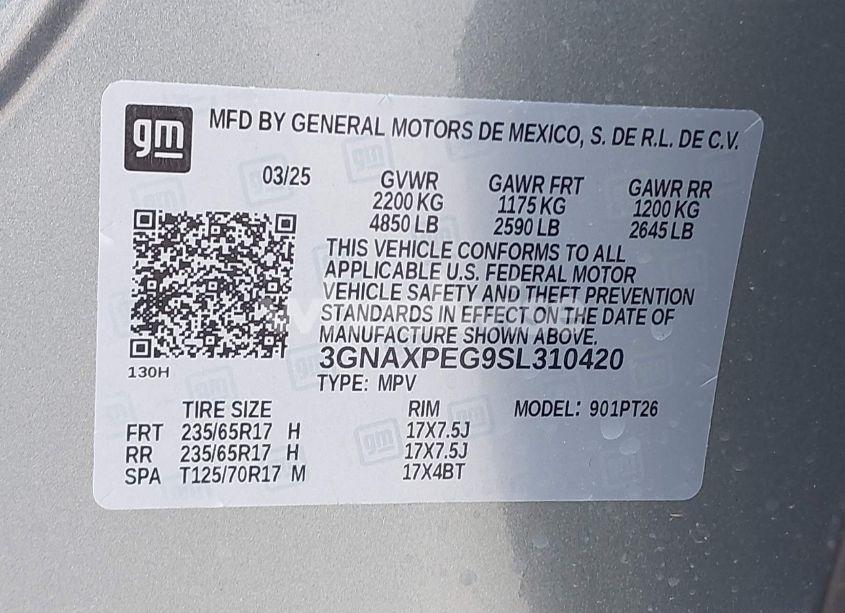 gm
MFD BY GENERAL MOTORS DE MEXICO, S. DE R.L. DE C.V.
03/25 GVWR GAWR FRT GAWR RR
2200 KG 1175 KG 1200 KG
4850 LB 2590 LB 2645 LB
THIS VEHICLE CONFORMS TO ALL
APPLICABLE U.S. FEDERAL MOTOR
VEHICLE SAFETY AND THEFT PREVENTION
STANDARDS IN EFFECT ON THE DATE OF
MANUFACTURE SHOWN ABOVE.
3GNAXPEG9SL310420
130H
TYPE: MPV
TIRE SIZE RIM MODEL: 901PT26
FRT 235/65R17 H 17X7.5J
RR 235/65R17 H 17X7.5J
SPA T125/70R17 M 17X4BT
gm